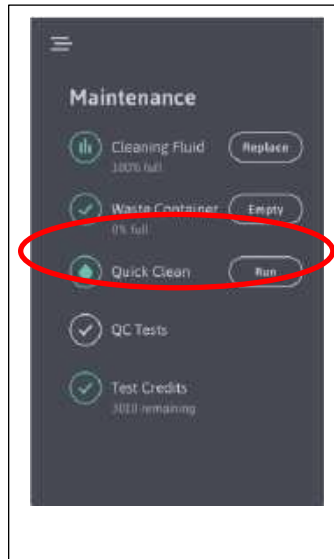 Maintenance
Cleaning Fluid
Replace
100% full
Waste Container
Empty
0% full
Quick Clean
Run
QC Tests
Test Credits
3010 remaining